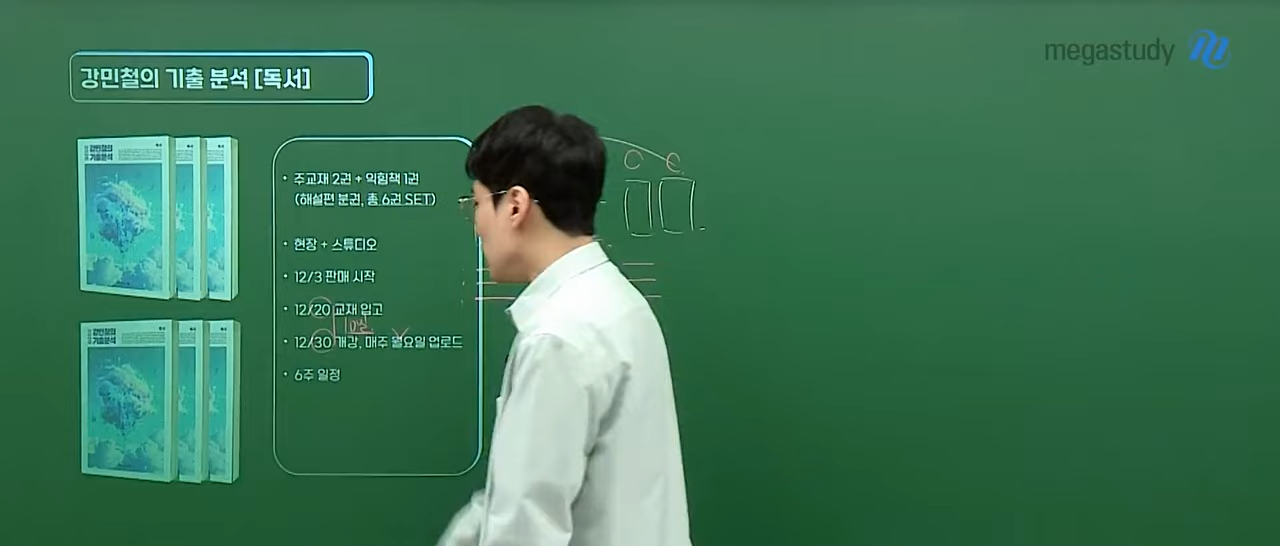 megastudy
강민철의 기출 분석 [독서]
강민철의
기출분석
• 주교재 2권 + 익힘책 1권
(해설편 분권, 총 6권 SET)
• 현장 + 스튜디오
• 12/3 판매 시작
• 12/20 교재 입고
10일
• 12/30 개강, 매주 월요일 업로드
• 6주 일정
강민철의
기출분석